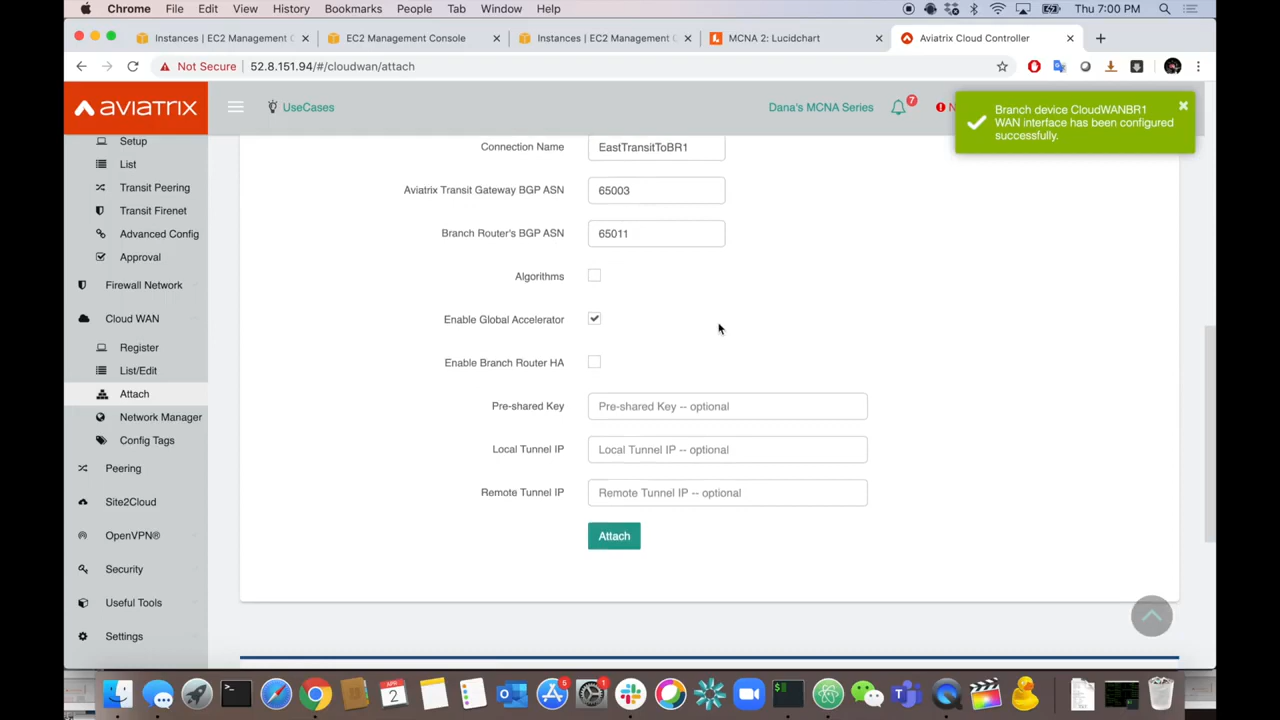 Chrome File Edit View History Bookmarks People Tab Window Help Thu 7:00 PM
Instances | EC2 Management C × EC2 Management Console × Instances | EC2 Management C × MCNA 2: Lucidchart × Aviatrix Cloud Controller × +
Not Secure 52.8.151.94/#/cloudwan/attach
aviatrix UseCases Dana's MCNA Series 7 N
Branch device CloudWANBR1
WAN interface has been configured
successfully.
Setup
List
Transit Peering
Transit Firenet
Advanced Config
Approval
Firewall Network
Cloud WAN
Register
List/Edit
Attach
Network Manager
Config Tags
Peering
Site2Cloud
OpenVPN®
Security
Useful Tools
Settings
Connection Name EastTransitToBR1
Aviatrix Transit Gateway BGP ASN 65003
Branch Router's BGP ASN 65011
Algorithms
Enable Global Accelerator
Enable Branch Router HA
Pre-shared Key Pre-shared Key -- optional
Local Tunnel IP Local Tunnel IP -- optional
Remote Tunnel IP Remote Tunnel IP -- optional
Attach
APR
2
5
1